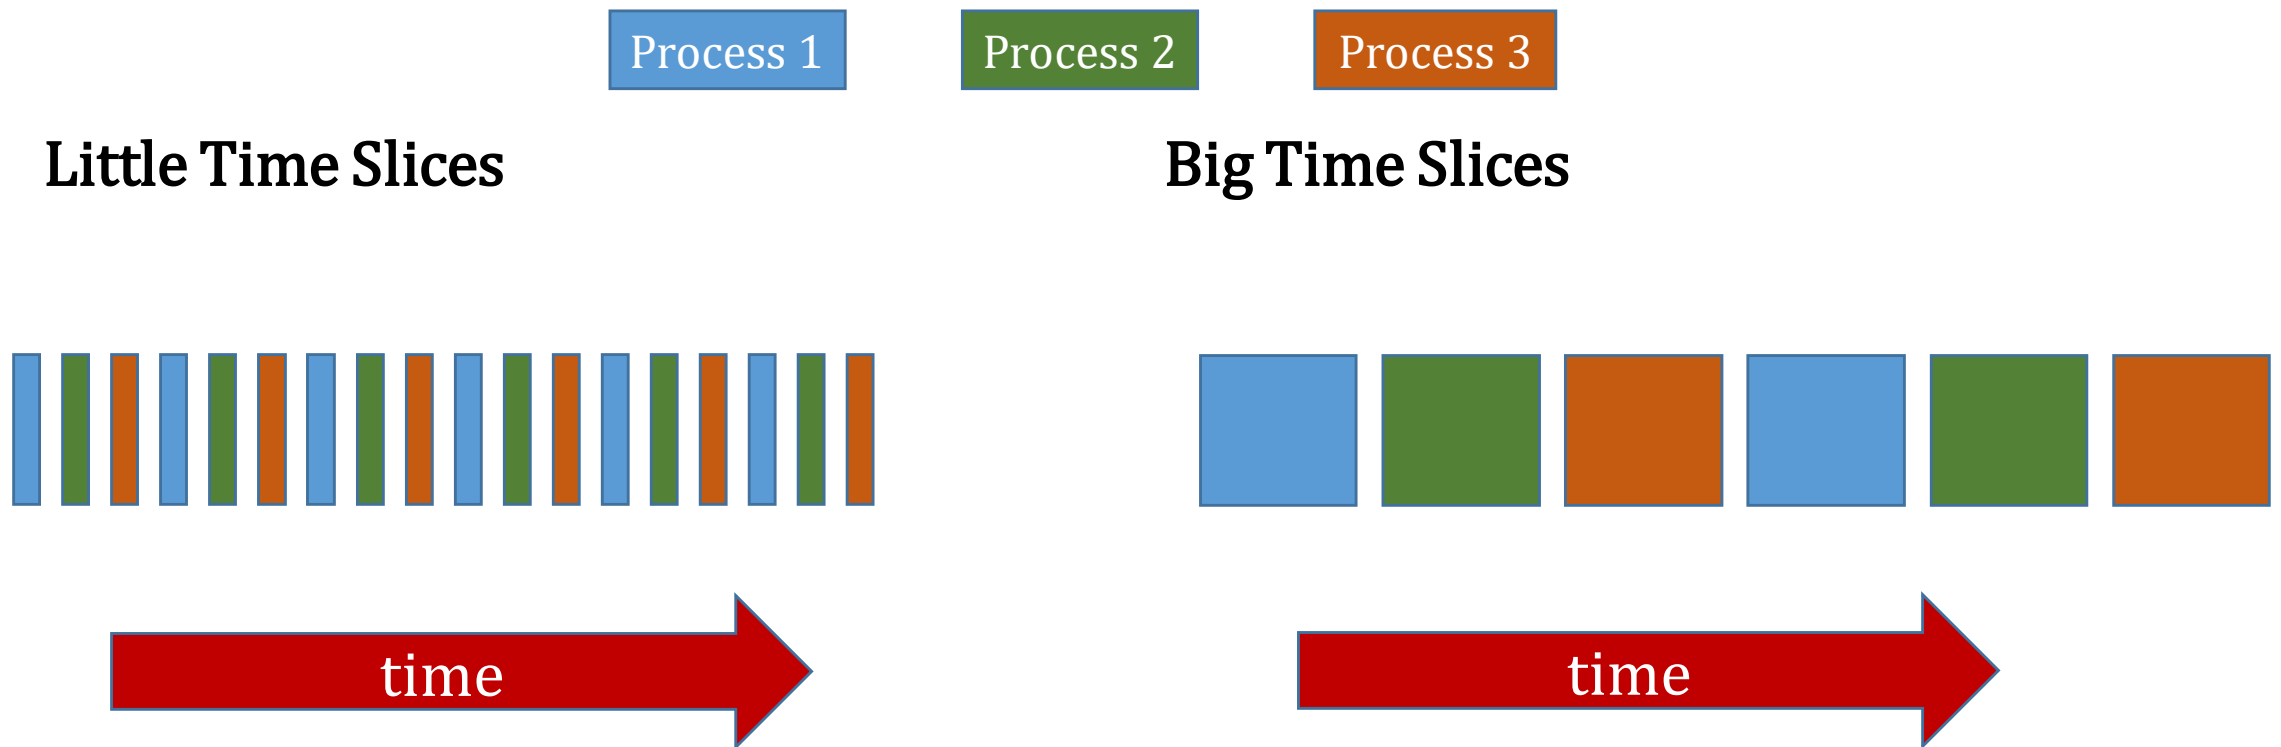 Process 1
Process 2
Process 3
Little Time Slices
Big Time Slices
time
time